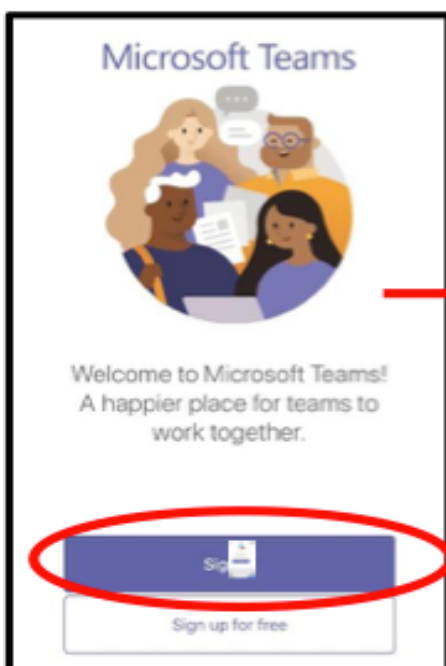 Microsoft Teams
Welcome to Microsoft Teams!
A happier place for teams to
work together.
Sign up for free